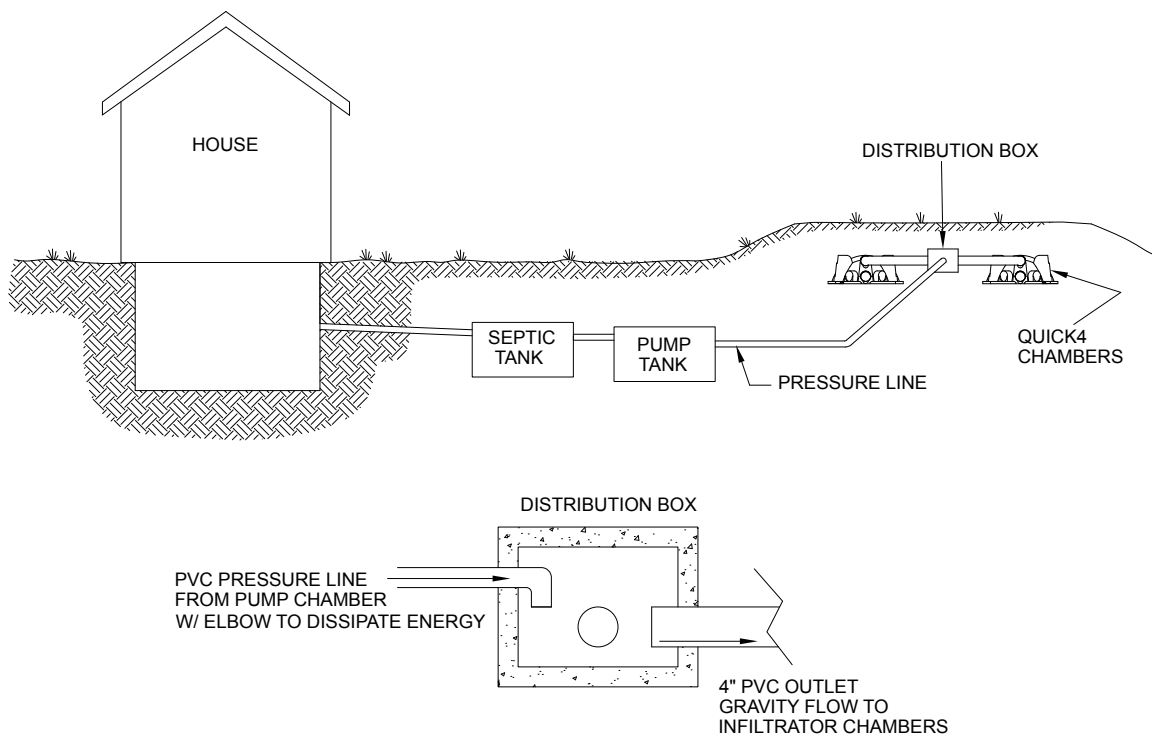 HOUSE
DISTRIBUTION BOX
SEPTIC
TANK
PUMP
TANK
PRESSURE LINE
QUICK4
CHAMBERS
DISTRIBUTION BOX
PVC PRESSURE LINE
FROM PUMP CHAMBER
W/ ELBOW TO DISSIPATE ENERGY
4" PVC OUTLET
GRAVITY FLOW TO
INFILTRATOR CHAMBERS